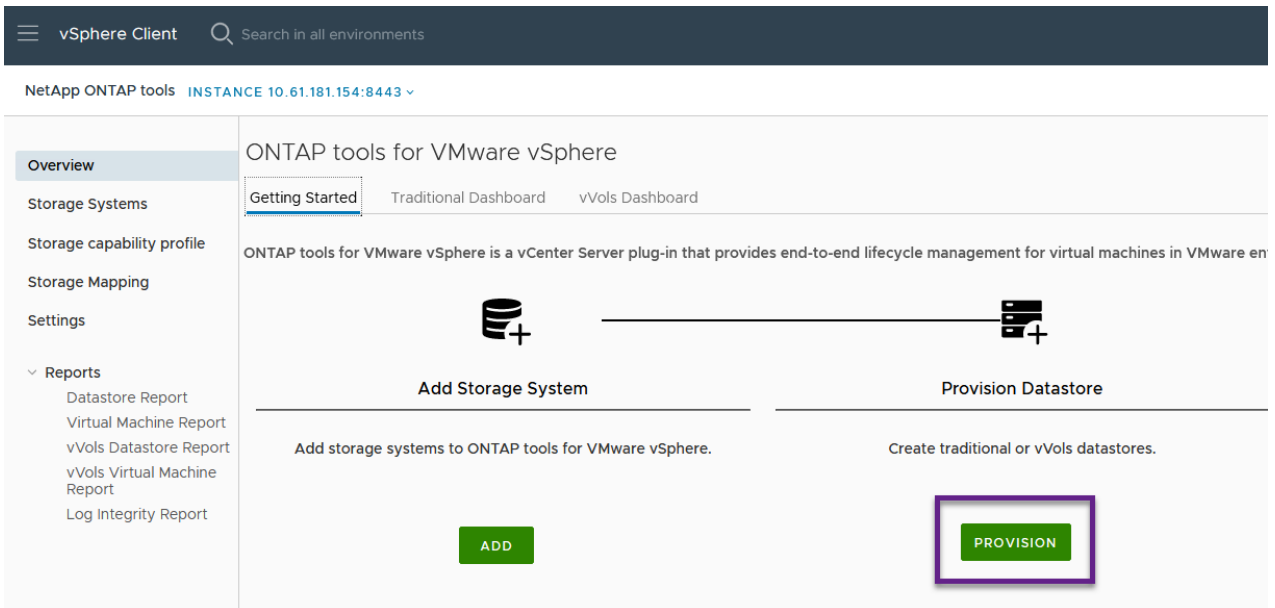 vSphere Client
Search in all environments
NetApp ONTAP tools INSTANCE 10.61.181.154:8443
Overview
Storage Systems
Storage capability profile
Storage Mapping
Settings
Reports
Datastore Report
Virtual Machine Report
vVols Datastore Report
vVols Virtual Machine
Report
Log Integrity Report
ONTAP tools for VMware vSphere
Getting Started Traditional Dashboard vVols Dashboard
ONTAP tools for VMware vSphere is a vCenter Server plug-in that provides end-to-end lifecycle management for virtual machines in VMware en
Add Storage System
Add storage systems to ONTAP tools for VMware vSphere.
ADD
Provision Datastore
Create traditional or vVols datastores.
PROVISION